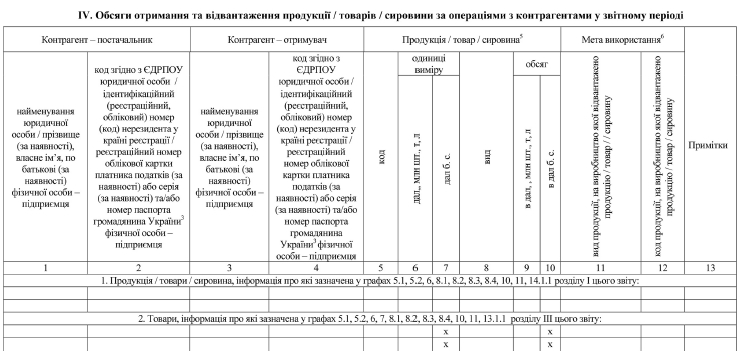 IV. Обсяги отримання та відвантаження продукції / товарів / сировини за операціями з контрагентами у звітному періоді
Контрагент – постачальник
Контрагент – отримувач
Продукція / товар / сировина⁵
Мета використання⁶
Примітки
найменування
юридичної
особи / прізвище
(за наявності),
власне ім’я, по
батькові (за
наявності)
фізичної особи –
підприємця
код згідно з ЄДРПОУ
юридичної особи /
ідентифікаційний
(реєстраційний,
обліковий) номер
(код) нерезидента у
країні реєстрації /
реєстраційний номер
облікової картки
платника податків (за
наявності) або серія
(за наявності) та/або
номер паспорта
громадянина України³
фізичної особи –
підприємця
найменування
юридичної
особи / прізвище
(за наявності),
власне ім’я, по
батькові (за
наявності)
фізичної особи –
підприємця
код згідно з
ЄДРПОУ
юридичної особи /
ідентифікаційний
(реєстраційний,
обліковий) номер
(код) нерезидента у
країні реєстрації /
реєстраційний
номер облікової
картки платника
податків (за
наявності) або серія
(за наявності) та/або
номер паспорта
громадянина
України³ фізичної
особи – підприємця
код
одиниці
виміру
дал., млн шт., т, л
дал б. с.
вид
обсяг
в дал, , млн шт., т, л
в дал б. с.
вид продукції, на виробництво якої відвантажено
продукцію / товар / / сировину
код продукції, на виробництво якої відвантажено
продукцію / товар / сировину
1 2 3 4 5 6 7 8 9 10 11 12 13
1. Продукція / товари / сировина, інформація про які зазначена у графах 5.1, 5.2, 6, 8.1, 8.2, 8.3, 8.4, 10, 11, 14.1.1 розділу І цього звіту:
2. Товари, інформація про які зазначена у графах 5.1, 5.2, 6, 7, 8.1, 8.2, 8.3, 8.4, 10, 11, 13.1.1 розділу ІІІ цього звіту:
х х
х х